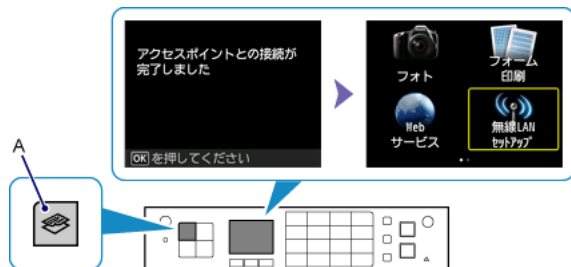 アクセスポイントとの接続が
完了しました
OKを押してください
フォト
フォーム
印刷
Web
サービス
無線LAN
セットアップ
A